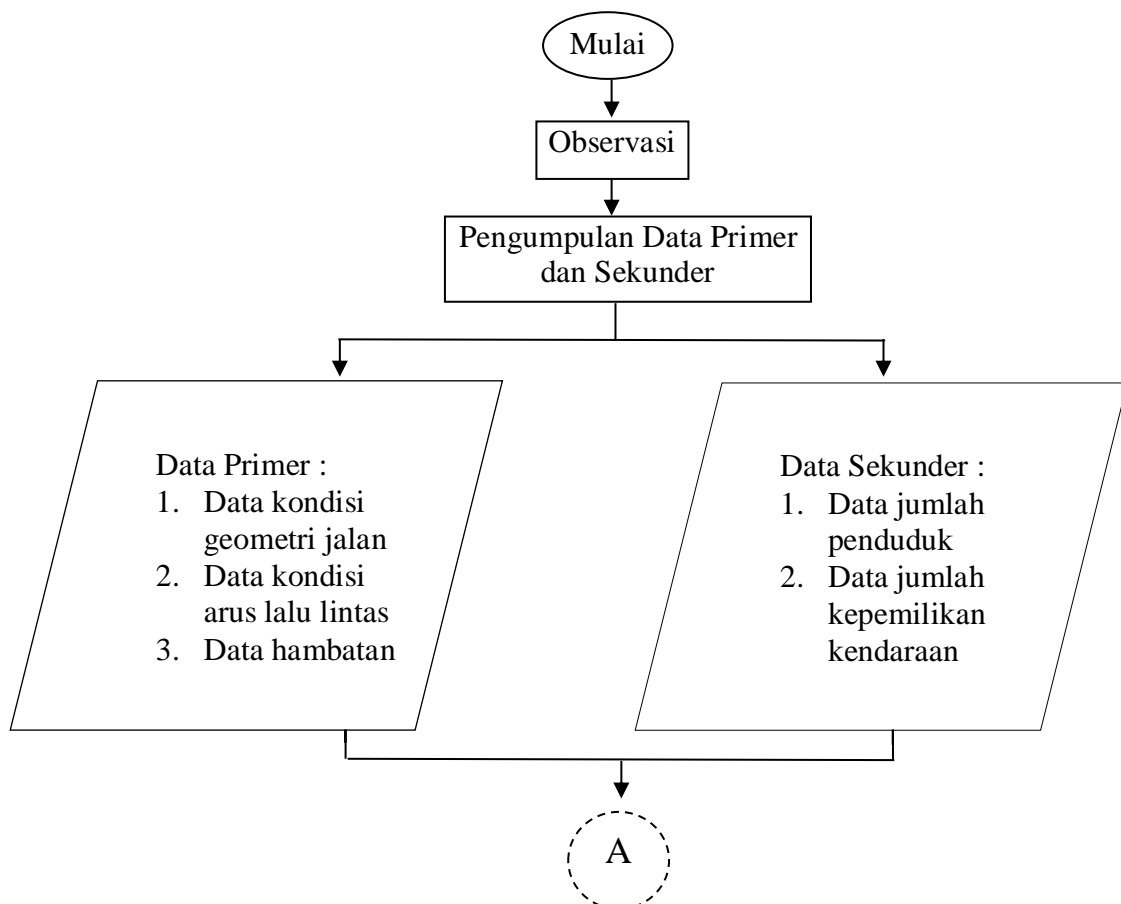 Mulai
Observasi
Pengumpulan Data Primer
dan Sekunder
Data Primer :
1. Data kondisi
geometri jalan
2. Data kondisi
arus lalu lintas
3. Data hambatan
Data Sekunder :
1. Data jumlah
penduduk
2. Data jumlah
kepemilikan
kendaraan
A